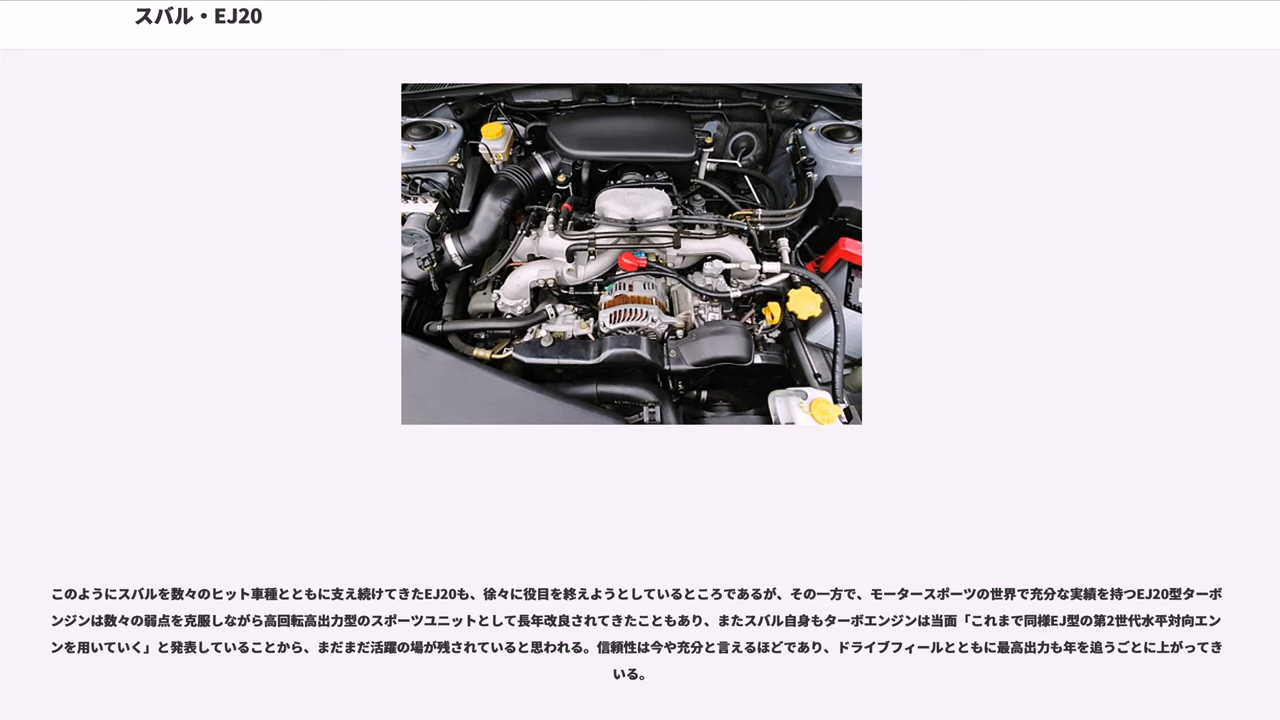 スバル・EJ20
このようにスバルを数々のヒット車種とともに支え続けてきたEJ20も、徐々に役目を終えようとしているところであるが、その一方で、モータースポーツの世界で充分な実績を持つEJ20型ターボ
ンジンは数々の弱点を克服しながら高回転高出力型のスポーツユニットとして長年改良されてきたこともあり、またスバル自身もターボエンジンは当面「これまで同様EJ型の第2世代水平対向エン
ンを用いていく」と発表していることから、まだまだ活躍の場が残されていると思われる。信頼性は今や充分と言えるほどであり、ドライブフィールとともに最高出力も年を追うごとに上がってき
いる。